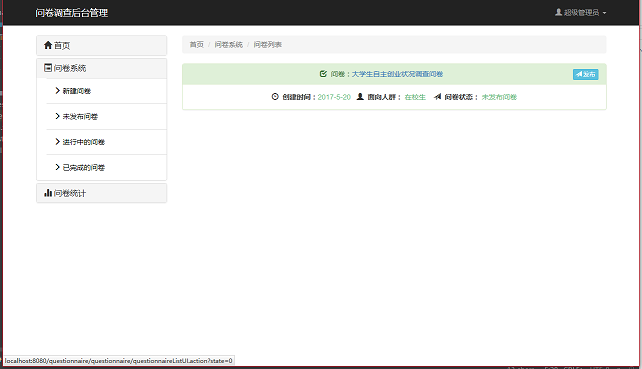 问卷调查后台管理
超级管理员
首页
问卷系统
新建问卷
未发布问卷
进行中的问卷
已完成的问卷
问卷统计
首页 / 问卷系统 / 问卷列表
问卷：大学生自主创业状况调查问卷
发布
创建时间：2017-5-20 面向人群： 在校生 问卷状态： 未发布问卷
localhost:8080/questionnaire/questionnaire/questionnaireListUI.action?state=0